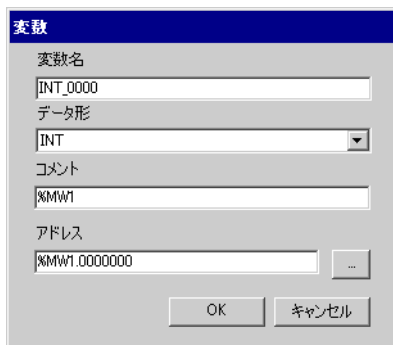 変数
変数名
INT_0000
データ形
INT
コメント
%MW1
アドレス
%MW1.0000000
...
OK
キャンセル